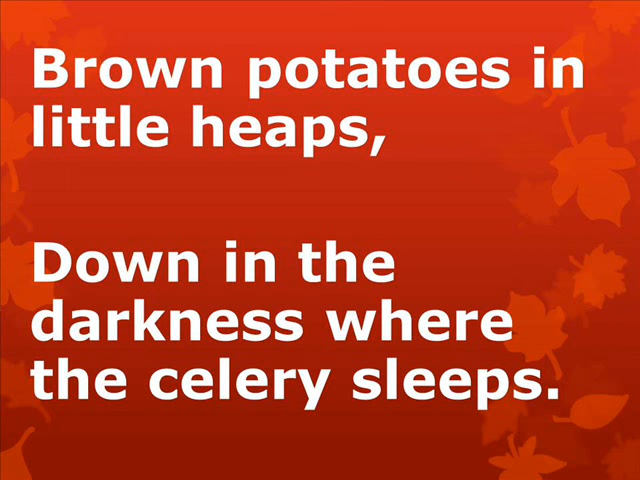 Brown potatoes in
little heaps,
Down in the
darkness where
the celery sleeps.